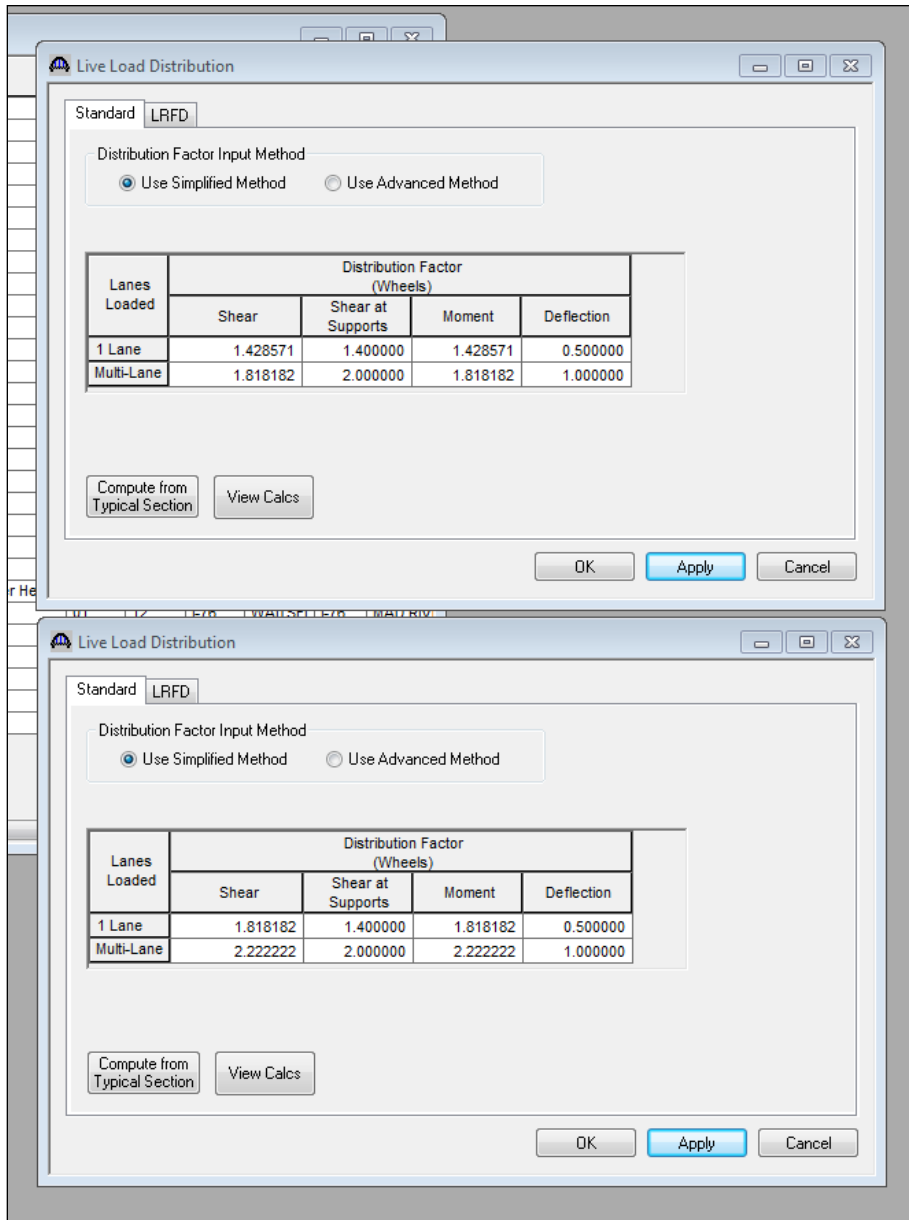 Live Load Distribution
Standard LRFD
Distribution Factor Input Method
Use Simplified Method Use Advanced Method
Lanes Loaded
Distribution Factor
(Wheels)
Shear Shear at Supports Moment Deflection
1 Lane 1.428571 1.400000 1.428571 0.500000
Multi-Lane 1.818182 2.000000 1.818182 1.000000
Compute from Typical Section View Calcs
OK Apply Cancel
r He
Live Load Distribution
Standard LRFD
Distribution Factor Input Method
Use Simplified Method Use Advanced Method
Lanes Loaded
Distribution Factor
(Wheels)
Shear Shear at Supports Moment Deflection
1 Lane 1.818182 1.400000 1.818182 0.500000
Multi-Lane 2.222222 2.000000 2.222222 1.000000
Compute from Typical Section View Calcs
OK Apply Cancel